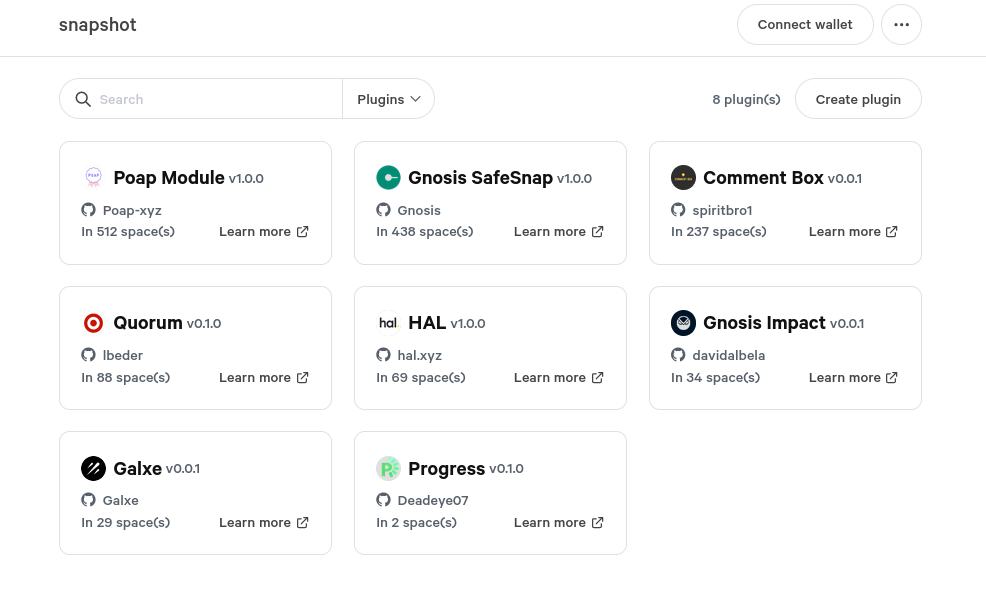 snapshot
Connect wallet
Search
Plugins
8 plugin(s)
Create plugin
POAP
Poap Module v1.0.0
Poap-xyz
In 512 space(s)
Learn more
Gnosis SafeSnap v1.0.0
Gnosis
In 438 space(s)
Learn more
Comment Box v0.0.1
spiritbro1
In 237 space(s)
Learn more
Quorum v0.1.0
lbeder
In 88 space(s)
Learn more
hal.
HAL v1.0.0
hal.xyz
In 69 space(s)
Learn more
Gnosis Impact v0.0.1
davidalbela
In 34 space(s)
Learn more
Galxe v0.0.1
Galxe
In 29 space(s)
Learn more
Progress v0.1.0
Deadeye07
In 2 space(s)
Learn more